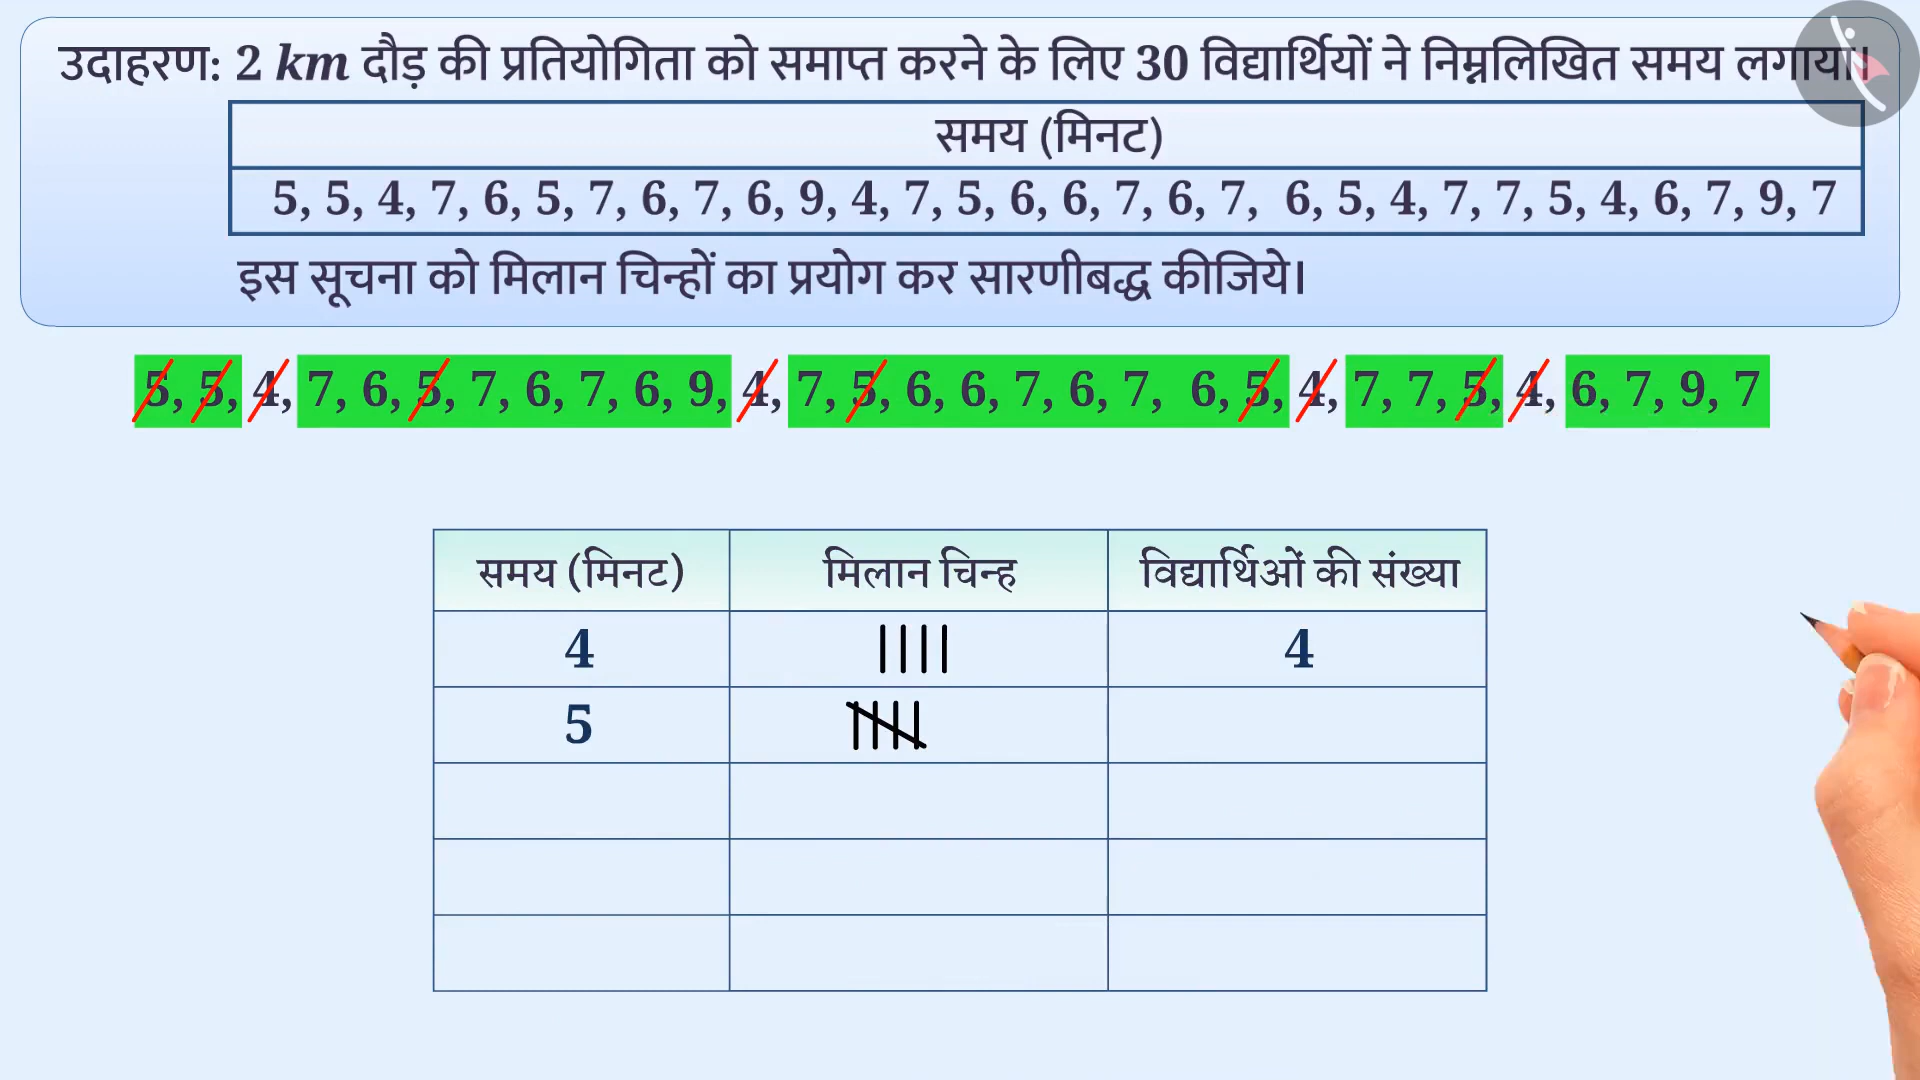 उदाहरण: 2 km दौड़ की प्रतियोगिता को समाप्त करने के लिए 30 विद्यार्थियों ने निम्नलिखित समय लगाया।
समय (मिनट)
5, 5, 4, 7, 6, 5, 7, 6, 7, 6, 9, 4, 7, 5, 6, 6, 7, 6, 7, 6, 5, 4, 7, 7, 5, 4, 6, 7, 9, 7
इस सूचना को मिलान चिन्हों का प्रयोग कर सारणीबद्ध कीजिये।
5, 5, 4, 7, 6, 5, 7, 6, 7, 6, 9, 4, 7, 5, 6, 6, 7, 6, 7, 6, 5, 4, 7, 7, 5, 4, 6, 7, 9, 7
समय (मिनट) मिलान चिन्ह विद्यार्थिओं की संख्या
4 |||| 4
5